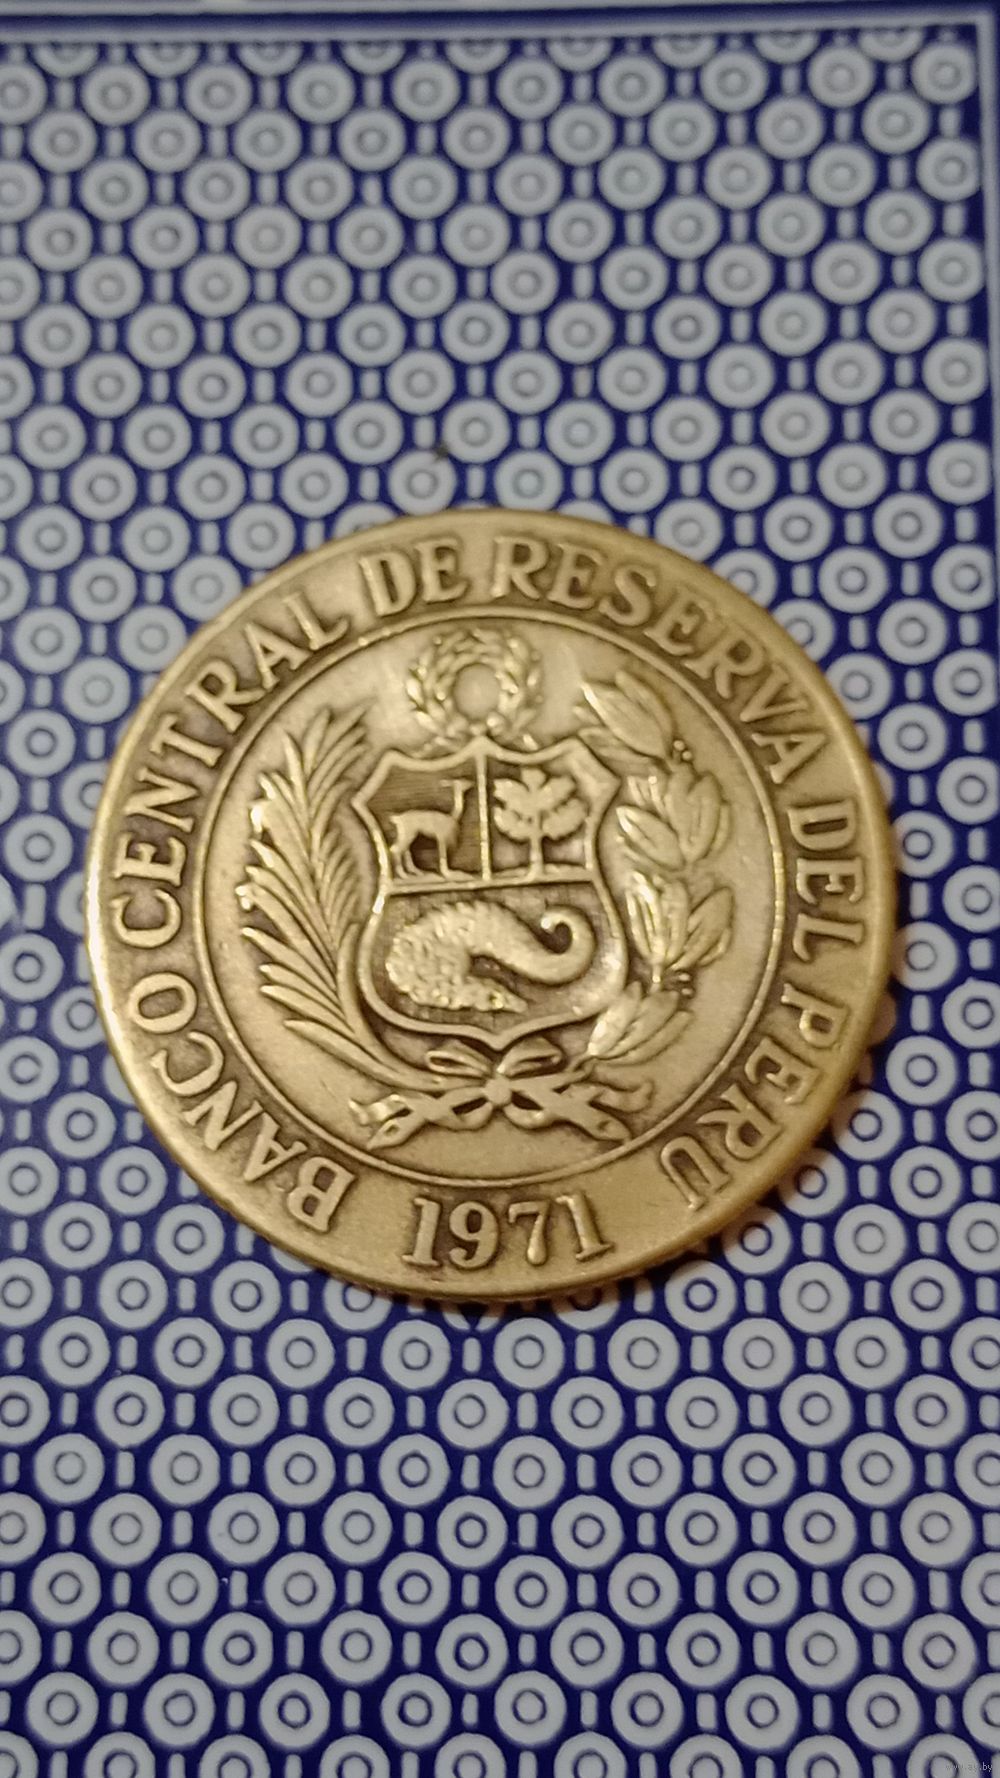 BANCO CENTRAL DE RESERVA DEL PERU
1971